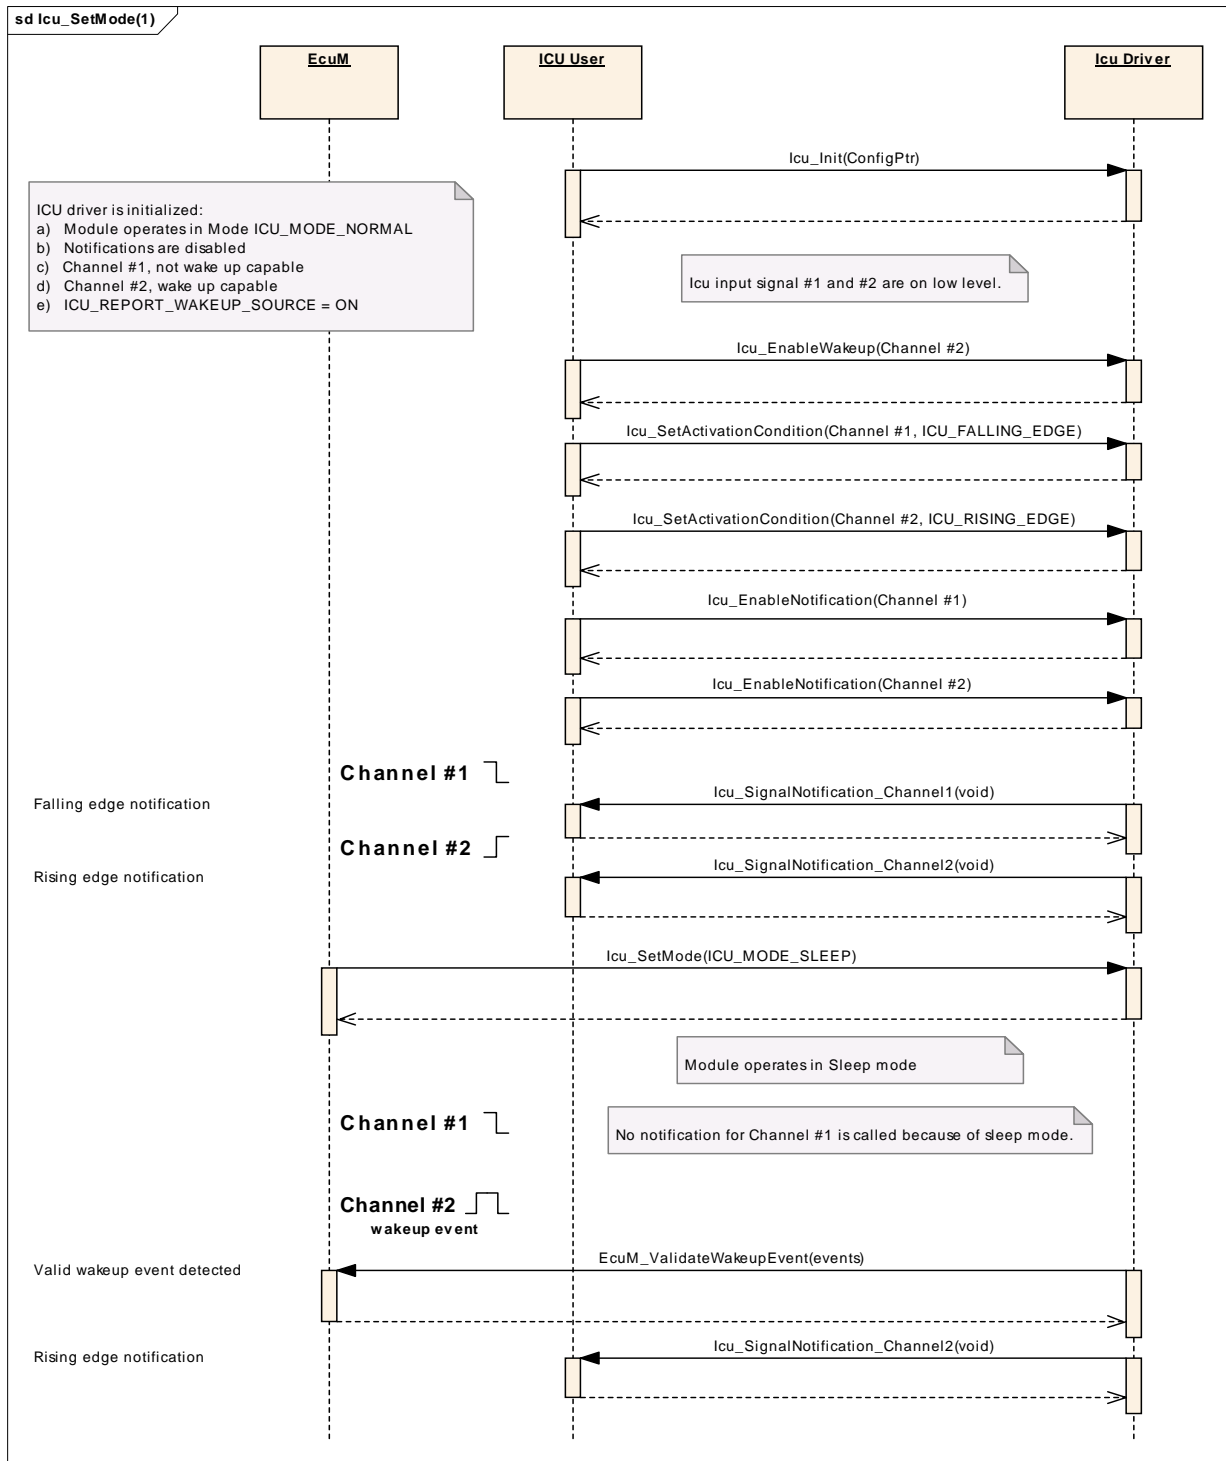 sd Icu_SetMode(1)
EcuM
ICU User
Icu Driver
Icu_Init(ConfigPtr)
ICU driver is initialized:
a) Module operates in Mode ICU_MODE_NORMAL
b) Notifications are disabled
c) Channel #1, not wake up capable
d) Channel #2, wake up capable
e) ICU_REPORT_WAKEUP_SOURCE = ON
Icu input signal #1 and #2 are on low level.
Icu_EnableWakeup(Channel #2)
Icu_SetActivationCondition(Channel #1, ICU_FALLING_EDGE)
Icu_SetActivationCondition(Channel #2, ICU_RISING_EDGE)
Icu_EnableNotification(Channel #1)
Icu_EnableNotification(Channel #2)
Channel #1
Icu_SignalNotification_Channel1(void)
Falling edge notification
Channel #2
Icu_SignalNotification_Channel2(void)
Rising edge notification
Icu_SetMode(ICU_MODE_SLEEP)
Module operates in Sleep mode
Channel #1
No notification for Channel #1 is called because of sleep mode.
Channel #2
wakeup event
EcuM_ValidateWakeupEvent(events)
Valid wakeup event detected
Icu_SignalNotification_Channel2(void)
Rising edge notification